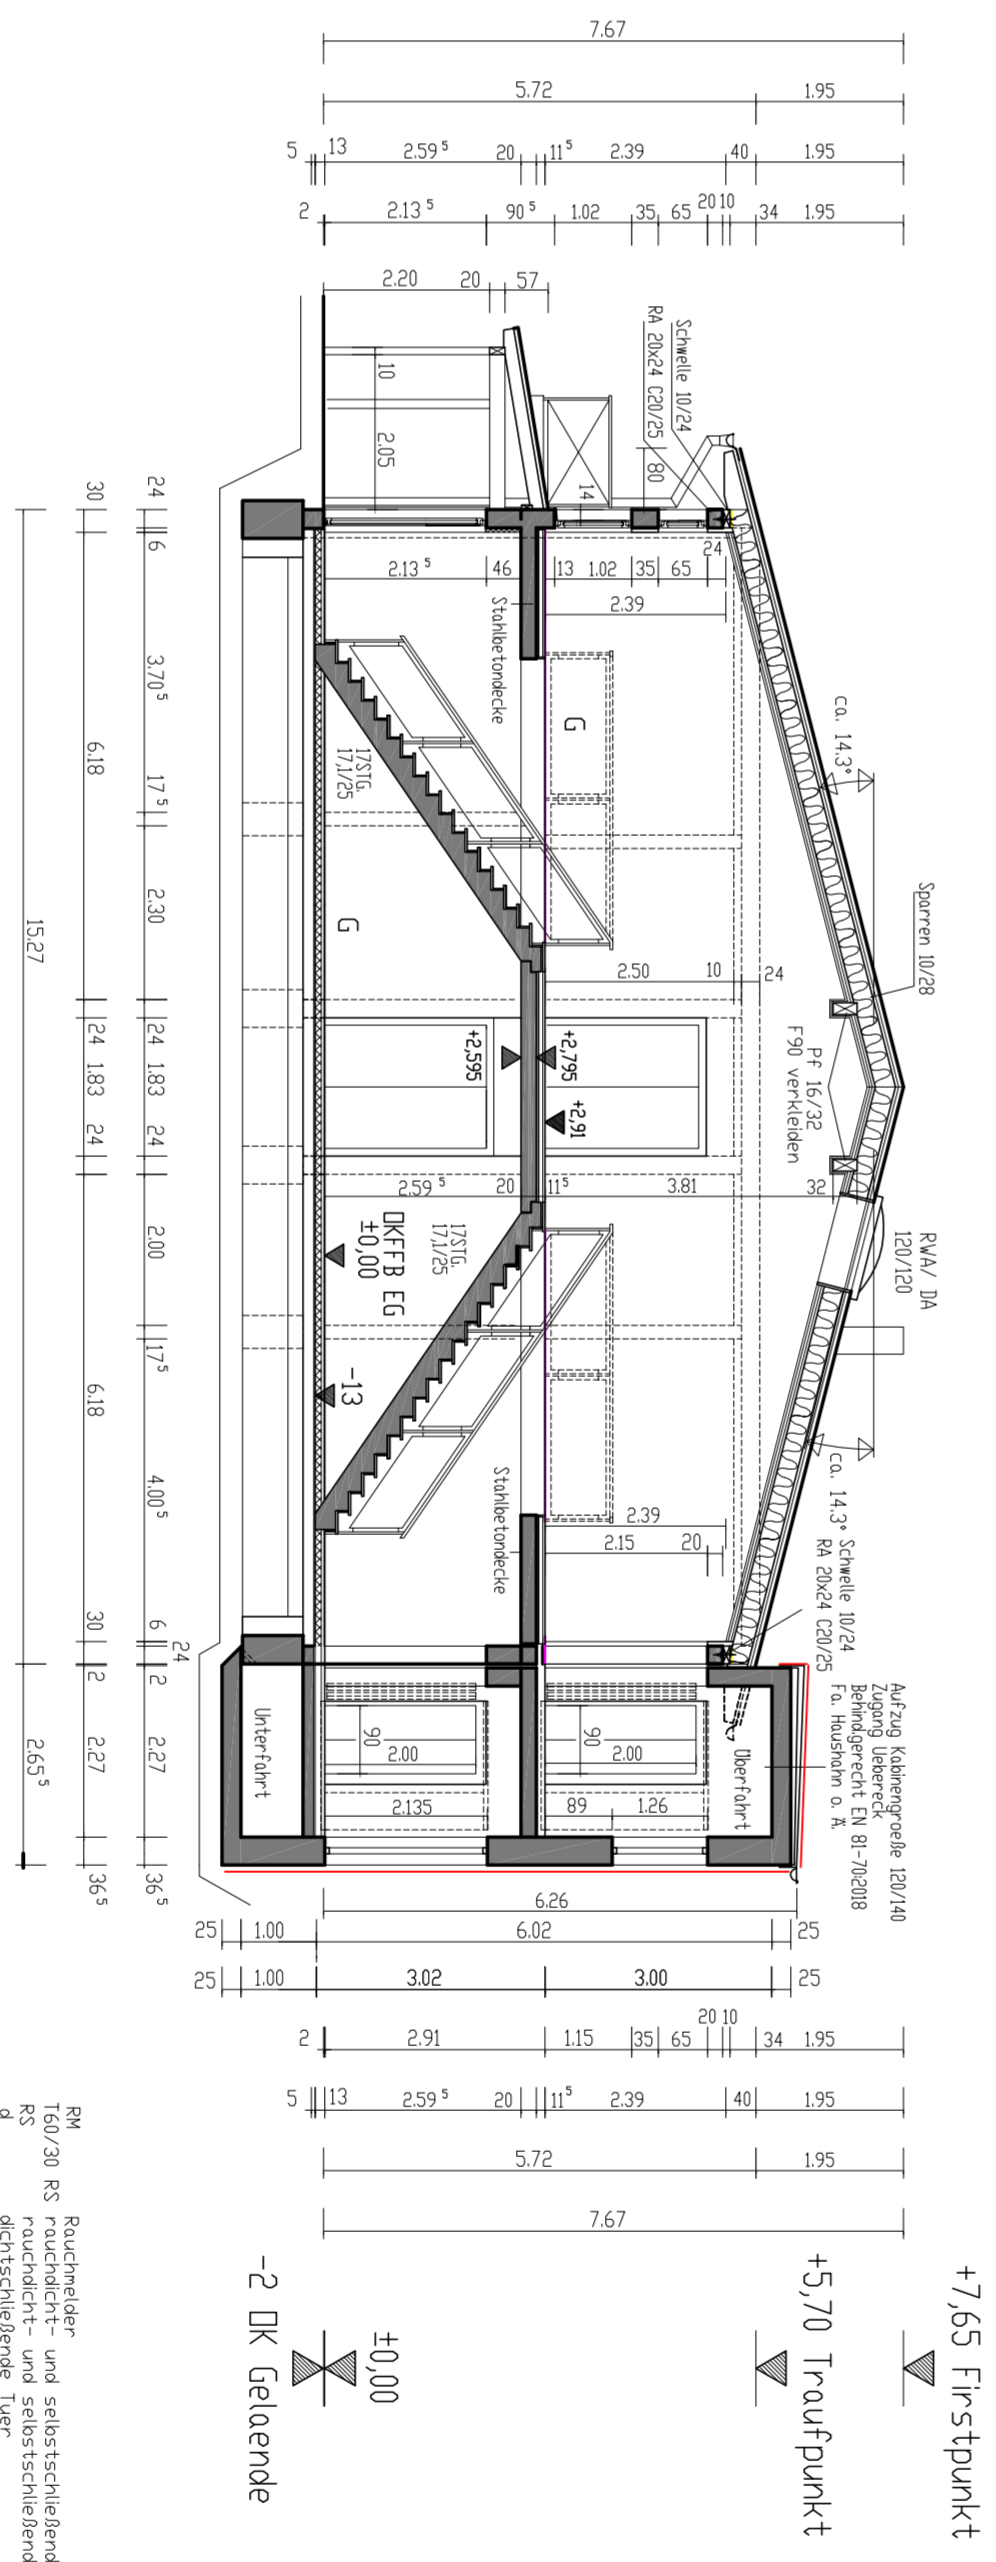 7.67
5.72 1.95
5 13 2.59⁵ 20 11⁵ 2.39 40 1.95
2 2.13⁵ 90⁵ 1.02 35 65 20 10 34 1.95
2.20 20 57
10
2.05
Schwelle 10/24
RA 20x24 C20/25
80
14
24
2.13⁵ 46 13 1.02 35 65
2.39
Stahlbetondecke
G
17STG.
17,1/25
ca. 14.3°
Sparren 10/28
G
2.50 10 24
Pf 16/32
F90 verkleiden
+2,595
+2,795
+2,91
2.59⁵ 20 11⁵ 3.81 32
OKFFB EG
±0,00
17STG.
17,1/25
RWA/ DA
120/120
-13
ca. 14.3°
Stahlbetondecke
2.39
2.15 20
Schwelle 10/24
RA 20x24 C20/25
Aufzug Kabinengroeße 120/140
Zugang Uebereck
Behind.gerecht EN 81-70:2018
Fa. Haushahn o. Ä.
Unterfahrt
Überfahrt
90
2.00
90
2.00
2.135
89 1.26
24 6 3.70⁵ 17⁵ 2.30 24 1.83 24 2.00 17⁵ 4.00⁵ 6 24 2 2.27 36⁵
30 6.18 24 1.83 24 6.18 30 2 2.27 36⁵
15.27 2.65⁵
6.26
25 1.00 6.02 25
25 1.00 3.02 3.00 25
2 2.91 1.15 35 65 20 10 34 1.95
5 13 2.59⁵ 20 11⁵ 2.39 40 1.95
5.72 1.95
7.67
+7,65 Firstpunkt
+5,70 Traufpunkt
±0,00
-2 OK Gelaende
RM Rauchmelder
T60/30 RS rauchdicht- und selbstschließend
RS rauchdicht- und selbstschließend
d dichtschließende Tuer